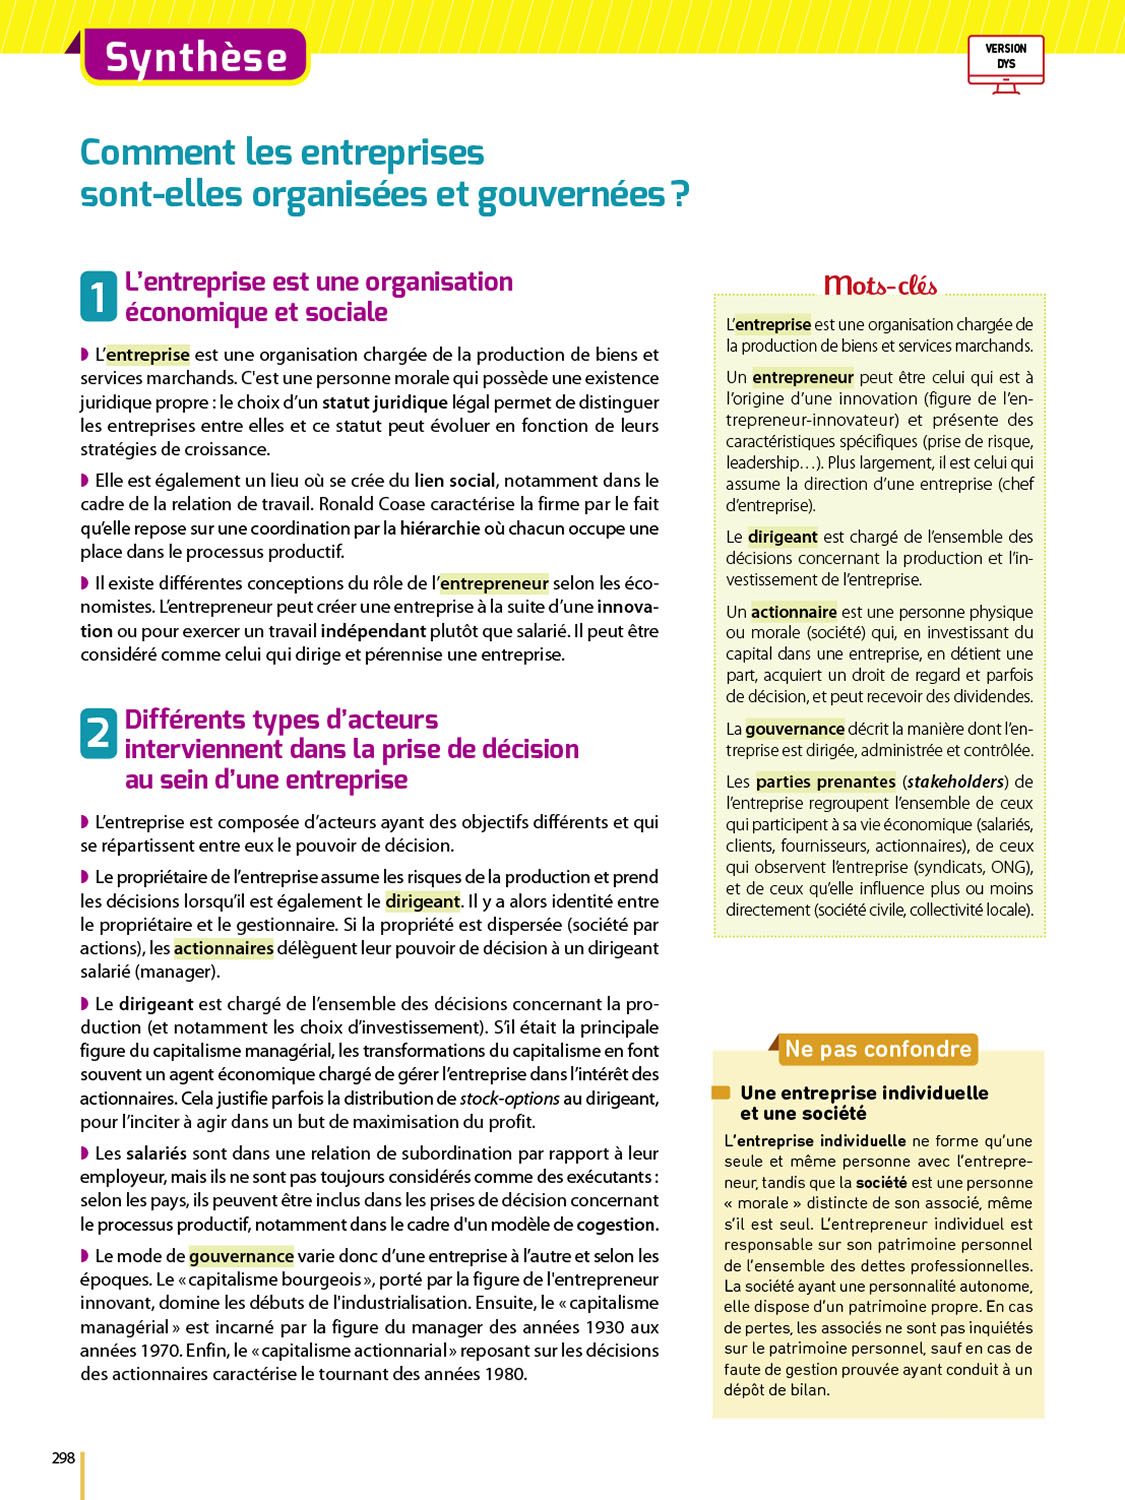 Synthèse
VERSION
DYS
Comment les entreprises
sont-elles organisées et gouvernées ?
1
L'entreprise est une organisation
économique et sociale
◗ L'entreprise est une organisation chargée de la production de biens et
services marchands. C'est une personne morale qui possède une existence
juridique propre : le choix d'un statut juridique légal permet de distinguer
les entreprises entre elles et ce statut peut évoluer en fonction de leurs
stratégies de croissance.
◗ Elle est également un lieu où se crée du lien social, notamment dans le
cadre de la relation de travail. Ronald Coase caractérise la firme par le fait
qu'elle repose sur une coordination par la hiérarchie où chacun occupe une
place dans le processus productif.
◗ Il existe différentes conceptions du rôle de l'entrepreneur selon les éco-
nomistes. L'entrepreneur peut créer une entreprise à la suite d'une innova-
tion ou pour exercer un travail indépendant plutôt que salarié. Il peut être
considéré comme celui qui dirige et pérennise une entreprise.
2
Différents types d'acteurs
interviennent dans la prise de décision
au sein d'une entreprise
◗ L'entreprise est composée d'acteurs ayant des objectifs différents et qui
se répartissent entre eux le pouvoir de décision.
◗ Le propriétaire de l'entreprise assume les risques de la production et prend
les décisions lorsqu'il est également le dirigeant. Il y a alors identité entre
le propriétaire et le gestionnaire. Si la propriété est dispersée (société par
actions), les actionnaires délèguent leur pouvoir de décision à un dirigeant
salarié (manager).
◗ Le dirigeant est chargé de l'ensemble des décisions concernant la pro-
duction (et notamment les choix d'investissement). S'il était la principale
figure du capitalisme managérial, les transformations du capitalisme en font
souvent un agent économique chargé de gérer l'entreprise dans l'intérêt des
actionnaires. Cela justifie parfois la distribution de stock-options au dirigeant,
pour l'inciter à agir dans un but de maximisation du profit.
◗ Les salariés sont dans une relation de subordination par rapport à leur
employeur, mais ils ne sont pas toujours considérés comme des exécutants :
selon les pays, ils peuvent être inclus dans les prises de décision concernant
le processus productif, notamment dans le cadre d'un modèle de cogestion.
◗ Le mode de gouvernance varie donc d'une entreprise à l'autre et selon les
époques. Le « capitalisme bourgeois », porté par la figure de l'entrepreneur
innovant, domine les débuts de l'industrialisation. Ensuite, le « capitalisme
managérial » est incarné par la figure du manager des années 1930 aux
années 1970. Enfin, le « capitalisme actionnarial » reposant sur les décisions
des actionnaires caractérise le tournant des années 1980.
Mots-clés
L'entreprise est une organisation chargée de
la production de biens et services marchands.
Un entrepreneur peut être celui qui est à
l'origine d'une innovation (figure de l'en-
trepreneur-innovateur) et présente des
caractéristiques spécifiques (prise de risque,
leadership…). Plus largement, il est celui qui
assume la direction d'une entreprise (chef
d'entreprise).
Le dirigeant est chargé de l'ensemble des
décisions concernant la production et l'in-
vestissement de l'entreprise.
Un actionnaire est une personne physique
ou morale (société) qui, en investissant du
capital dans une entreprise, en détient une
part, acquiert un droit de regard et parfois
de décision, et peut recevoir des dividendes.
La gouvernance décrit la manière dont l'en-
treprise est dirigée, administrée et contrôlée.
Les parties prenantes (stakeholders) de
l'entreprise regroupent l'ensemble de ceux
qui participent à sa vie économique (salariés,
clients, fournisseurs, actionnaires), de ceux
qui observent l'entreprise (syndicats, ONG),
et de ceux qu'elle influence plus ou moins
directement (société civile, collectivité locale).
Ne pas confondre
Une entreprise individuelle
et une société
L'entreprise individuelle ne forme qu'une
seule et même personne avec l'entrepre-
neur, tandis que la société est une personne
« morale » distincte de son associé, même
s'il est seul. L'entrepreneur individuel est
responsable sur son patrimoine personnel
de l'ensemble des dettes professionnelles.
La société ayant une personnalité autonome,
elle dispose d'un patrimoine propre. En cas
de pertes, les associés ne sont pas inquiétés
sur le patrimoine personnel, sauf en cas de
faute de gestion prouvée ayant conduit à un
dépôt de bilan.
298